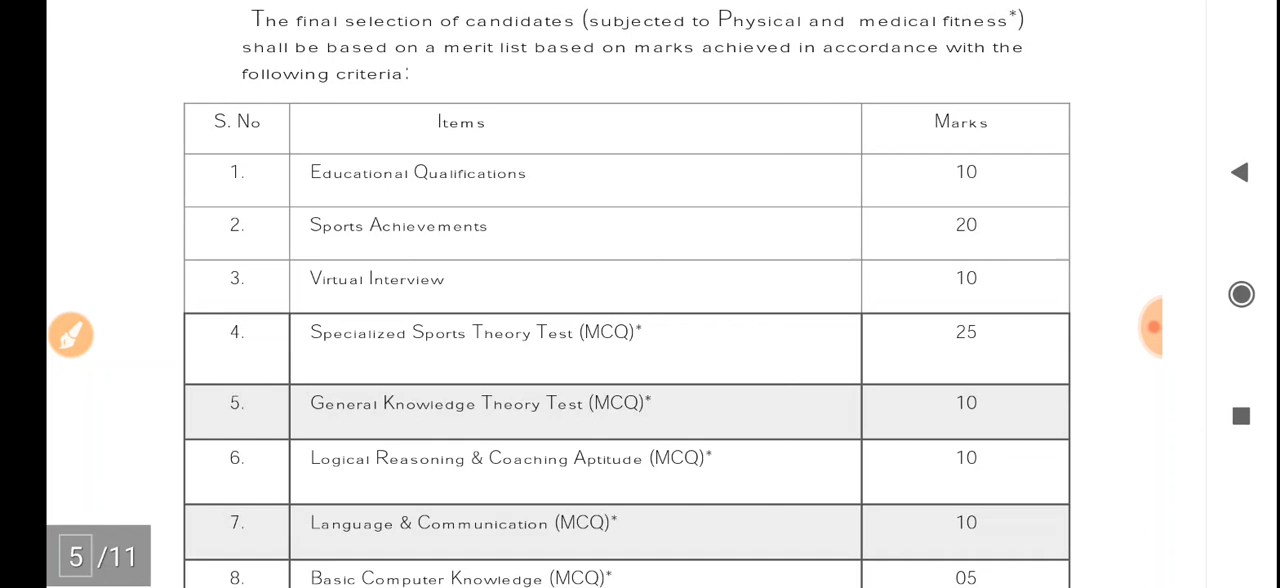 The final selection of candidates (subjected to Physical and medical fitness*)
shall be based on a merit list based on marks achieved in accordance with the
following criteria:
S. No Items Marks
1. Educational Qualifications 10
2. Sports Achievements 20
3. Virtual Interview 10
4. Specialized Sports Theory Test (MCQ)* 25
5. General Knowledge Theory Test (MCQ)* 10
6. Logical Reasoning & Coaching Aptitude (MCQ)* 10
7. Language & Communication (MCQ)* 10
8. Basic Computer Knowledge (MCQ)* 05
5 /11